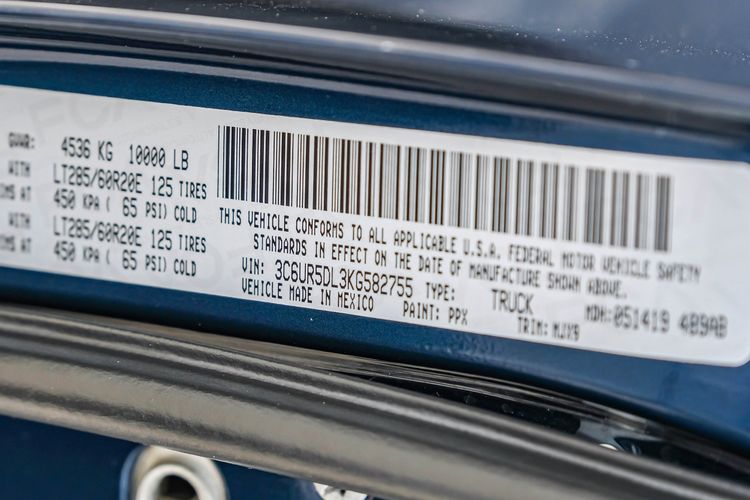 GVWR: 4536 KG 10000 LB
WITH LT285/60R20E 125 TIRES
MS AT 450 KPA ( 65 PSI) COLD
WITH LT285/60R20E 125 TIRES
MS AT 450 KPA ( 65 PSI) COLD
THIS VEHICLE CONFORMS TO ALL APPLICABLE U.S.A. FEDERAL MOTOR VEHICLE SAFETY
STANDARDS IN EFFECT ON THE DATE OF MANUFACTURE SHOWN ABOVE.
VIN: 3C6UR5DL3KG582755 TYPE: TRUCK MDH:051419 489AB
VEHICLE MADE IN MEXICO PAINT: PPX TRIM: MJX9